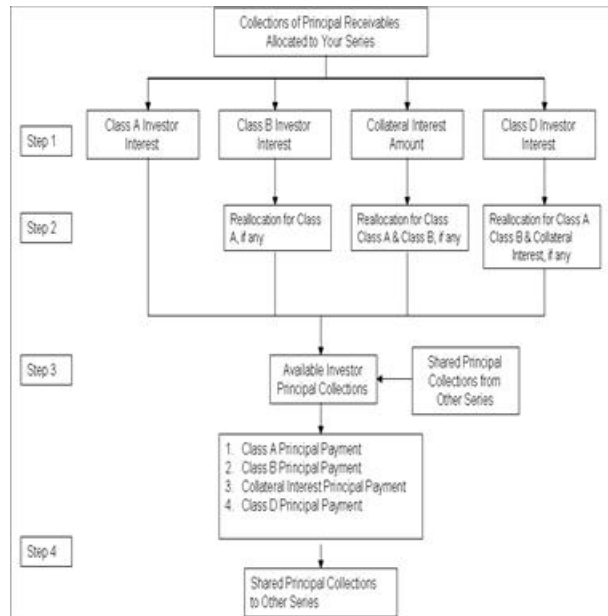 Collections of Principal Receivables
Allocated to Your Series
Step 1
Class A Investor
Interest
Class B Investor
Interest
Collateral Interest
Amount
Class D Investor
Interest
Step 2
Reallocation for Class
A, if any
Reallocation for Class
Class A & Class B, if any
Reallocation for Class A
Class B & Collateral
Interest, if any
Step 3
Available Investor
Principal Collections
Shared Principal
Collections from
Other Series
1. Class A Principal Payment
2. Class B Principal Payment
3. Collateral Interest Principal Payment
4. Class D Principal Payment
Step 4
Shared Principal Collections
to Other Series